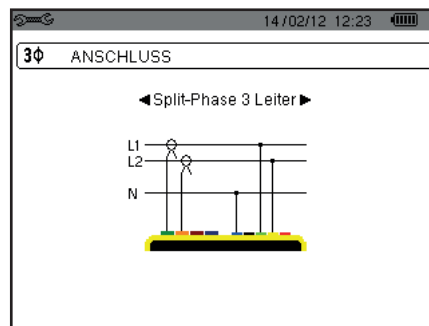 14/02/12 12:23
3Φ ANSCHLUSS
◄Split-Phase 3 Leiter►
L1
L2
N